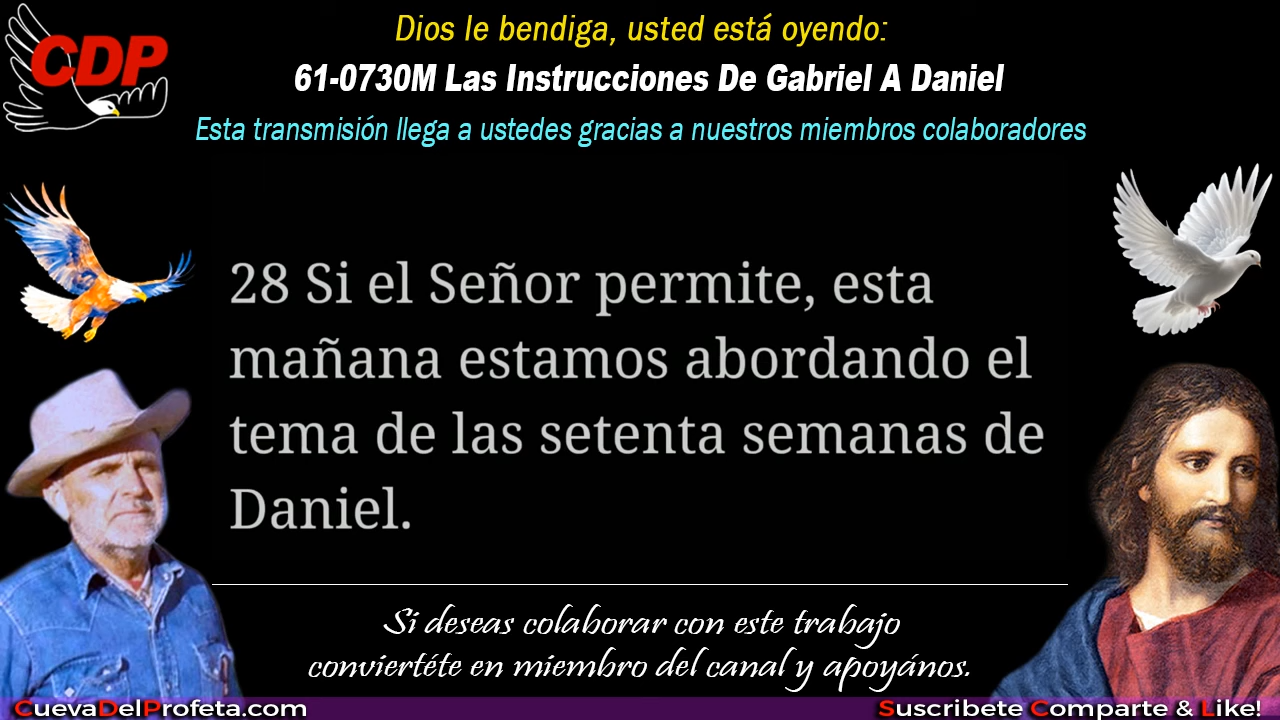 CDP
Dios le bendiga, usted está oyendo:
61-0730M Las Instrucciones De Gabriel A Daniel
Esta transmisión llega a ustedes gracias a nuestros miembros colaboradores
28 Si el Señor permite, esta
mañana estamos abordando el
tema de las setenta semanas de
Daniel.
Si deseas colaborar con este trabajo
conviertéte en miembro del canal y apoyános.
CuevaDelProfeta.com
Suscribete Comparte & Like!